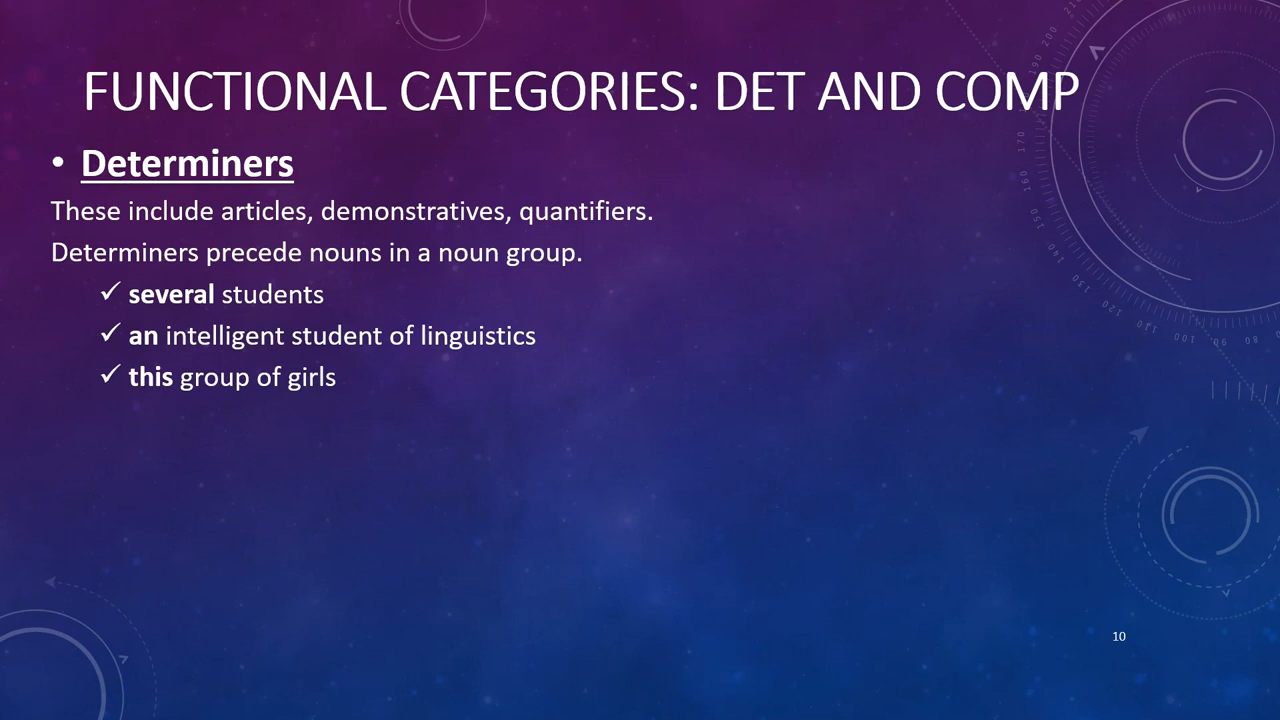 FUNCTIONAL CATEGORIES: DET AND COMP
• Determiners
These include articles, demonstratives, quantifiers.
Determiners precede nouns in a noun group.
✓ several students
✓ an intelligent student of linguistics
✓ this group of girls
10